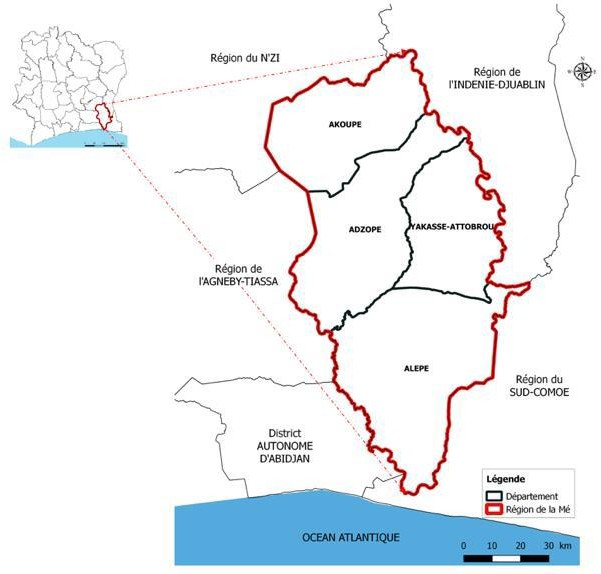 Région du N'ZI
Région de
l'INDENIE-DJUABLIN
W E
N
S
AKOUPE
ADZOPE
YAKASSE-ATTOBROU
Région de
l'AGNEBY-TIASSA
ALEPE
Région du
SUD-COMOE
District
AUTONOME
D'ABIDJAN
Légende
Département
Région de la Mé
OCEAN ATLANTIQUE
0 10 20 30 km